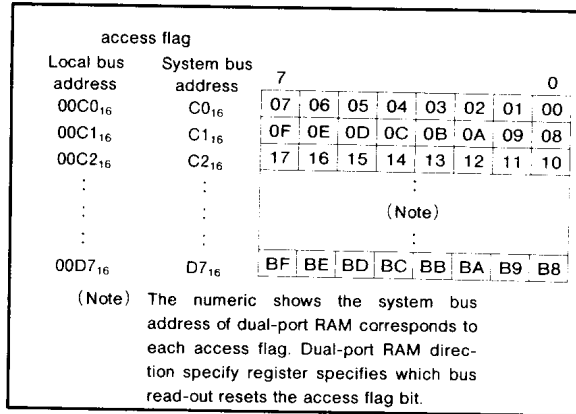 access flag
Local bus address System bus address 7 0
00C0₁₆ C0₁₆ 07 06 05 04 03 02 01 00
00C1₁₆ C1₁₆ 0F 0E 0D 0C 0B 0A 09 08
00C2₁₆ C2₁₆ 17 16 15 14 13 12 11 10
(Note)
00D7₁₆ D7₁₆ BF BE BD BC BB BA B9 B8
(Note) The numeric shows the system bus
address of dual-port RAM corresponds to
each access flag. Dual-port RAM direc-
tion specify register specifies which bus
read-out resets the access flag bit.